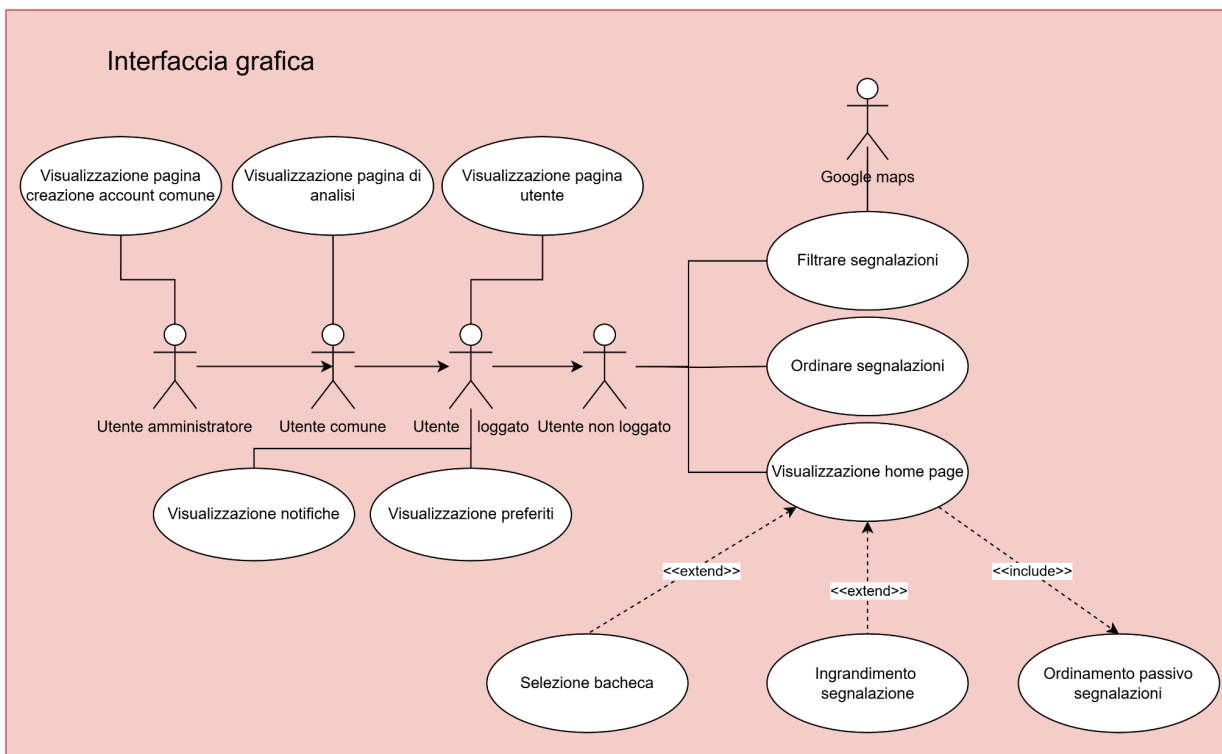 Interfaccia grafica
Google maps
Visualizzazione pagina
creazione account comune
Visualizzazione pagina di
analisi
Visualizzazione pagina
utente
Filtrare segnalazioni
Ordinare segnalazioni
Utente amministratore
Utente comune
Utente loggato
Utente non loggato
Visualizzazione home page
Visualizzazione notifiche
Visualizzazione preferiti
<<extend>>
<<extend>>
<<include>>
Selezione bacheca
Ingrandimento
segnalazione
Ordinamento passivo
segnalazioni